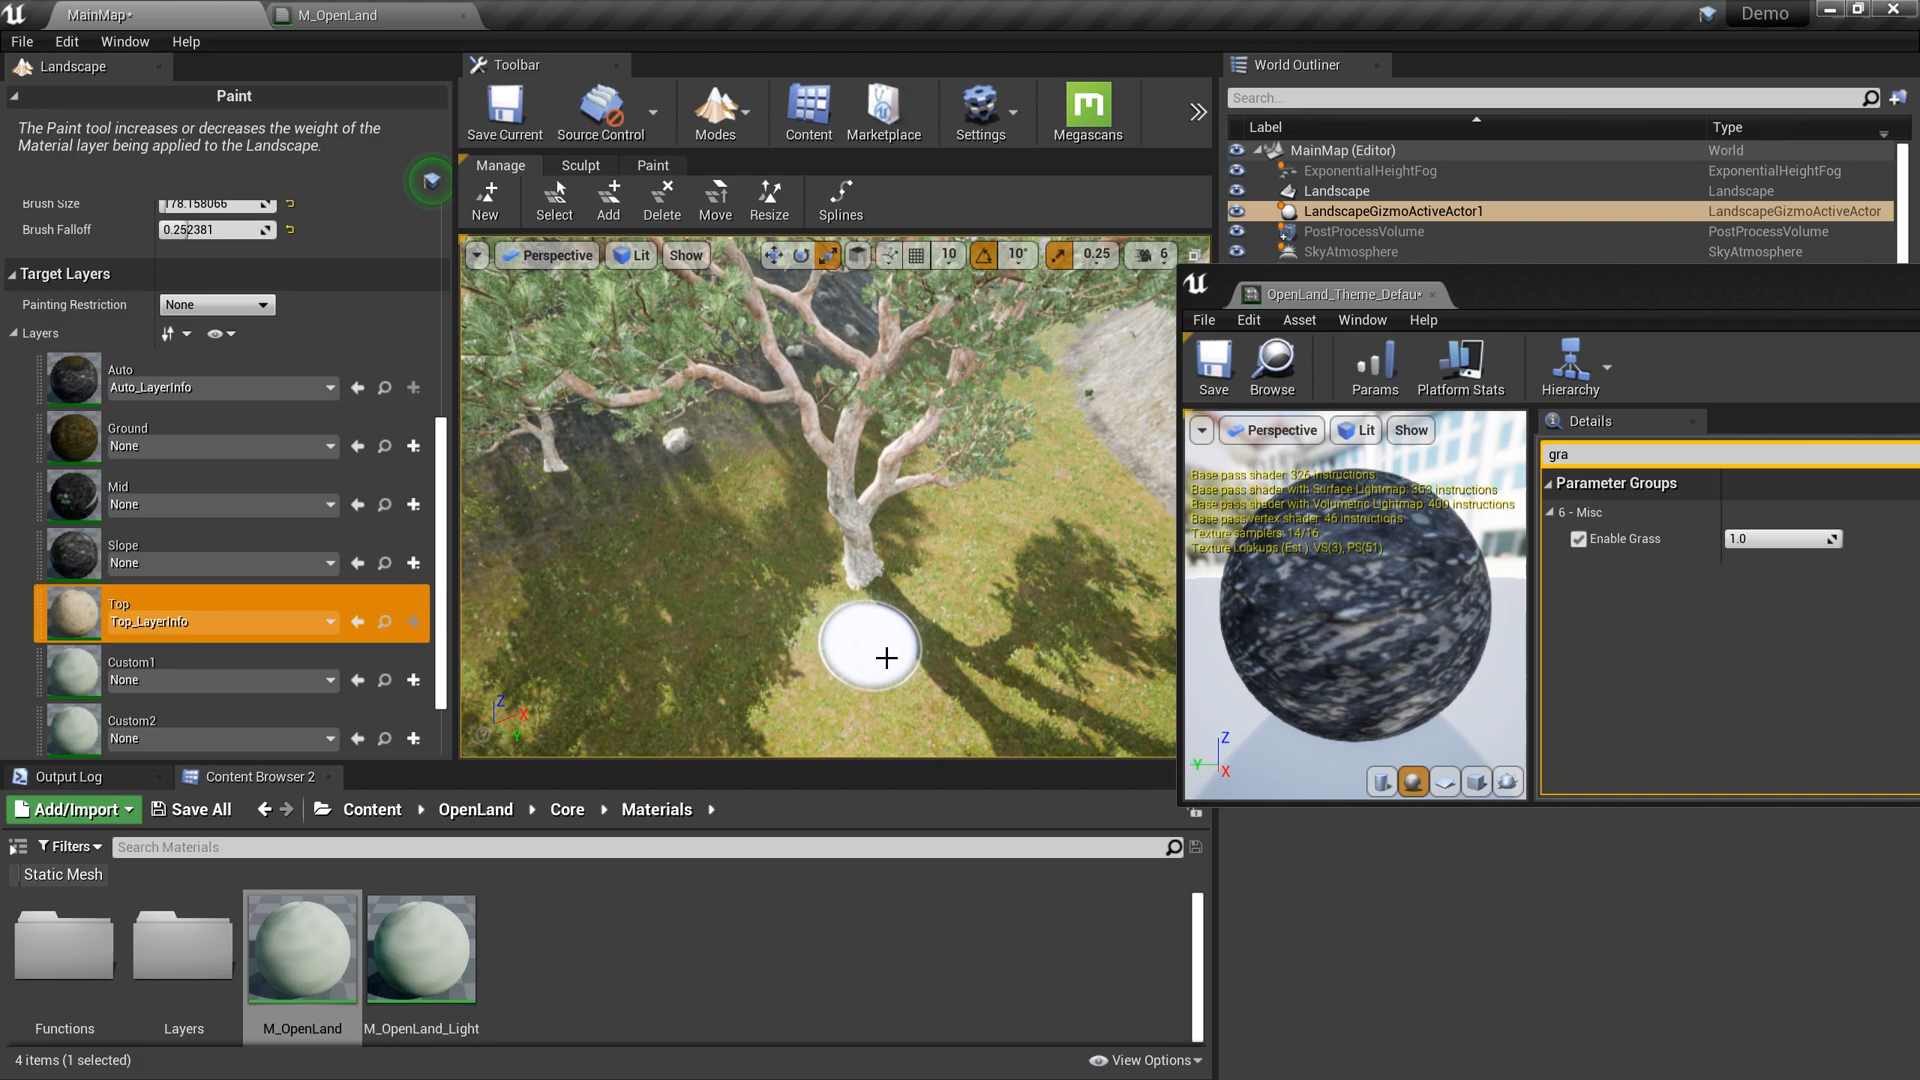 MainMap*
M_OpenLand
Demo
File
Edit
Window
Help
Landscape
Paint
The Paint tool increases or decreases the weight of the
Material layer being applied to the Landscape.
Brush Size
178.158066
Brush Falloff
0.252381
Target Layers
Painting Restriction
None
Layers
Auto
Auto_LayerInfo
Ground
None
Mid
None
Slope
None
Top
Top_LayerInfo
Custom1
None
Custom2
None
Toolbar
Save Current
Source Control
Modes
Content
Marketplace
Settings
Megascans
Manage
Sculpt
Paint
New
Select
Add
Delete
Move
Resize
Splines
Perspective
Lit
Show
10
10°
0.25
6
Z
X
Y
World Outliner
Search...
Label
Type
MainMap (Editor)
World
ExponentialHeightFog
ExponentialHeightFog
Landscape
Landscape
LandscapeGizmoActiveActor1
LandscapeGizmoActiveActor
PostProcessVolume
PostProcessVolume
SkyAtmosphere
SkyAtmosphere
OpenLand_Theme_Defau*
File
Edit
Asset
Window
Help
Save
Browse
Params
Platform Stats
Hierarchy
Perspective
Lit
Show
Base pass shader: 326 instructions
Base pass shader with Surface Lightmap: 353 instructions
Base pass shader with Volumetric Lightmap: 400 instructions
Base pass vertex shader: 46 instructions
Texture samplers: 14/16
Texture Lookups (Est.): VS(3), PS(51)
Z
Y
X
Details
gra
Parameter Groups
6 - Misc
Enable Grass
1.0
Output Log
Content Browser 2
Add/Import
Save All
Content
OpenLand
Core
Materials
Filters
Search Materials
Static Mesh
Functions
Layers
M_OpenLand
M_OpenLand_Light
4 items (1 selected)
View Options